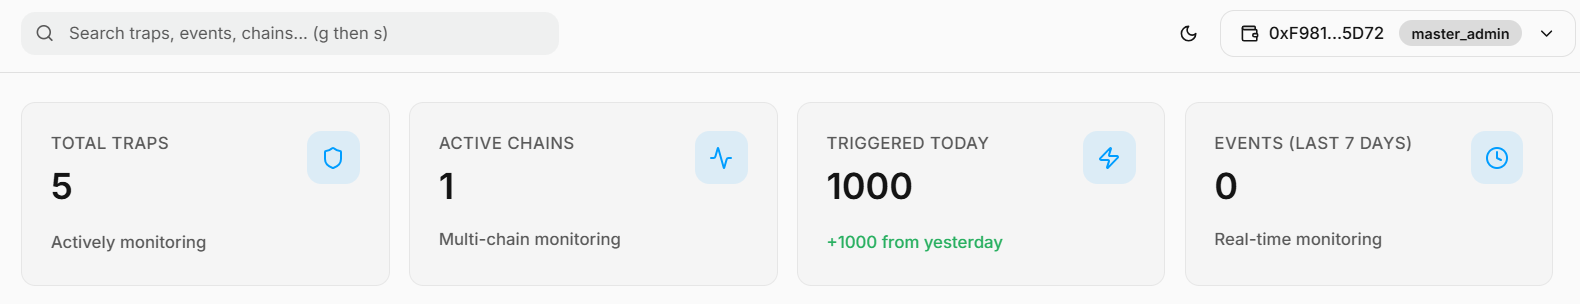 Search traps, events, chains... (g then s)
0xF981...5D72 master_admin
TOTAL TRAPS
5
Actively monitoring
ACTIVE CHAINS
1
Multi-chain monitoring
TRIGGERED TODAY
1000
+1000 from yesterday
EVENTS (LAST 7 DAYS)
0
Real-time monitoring